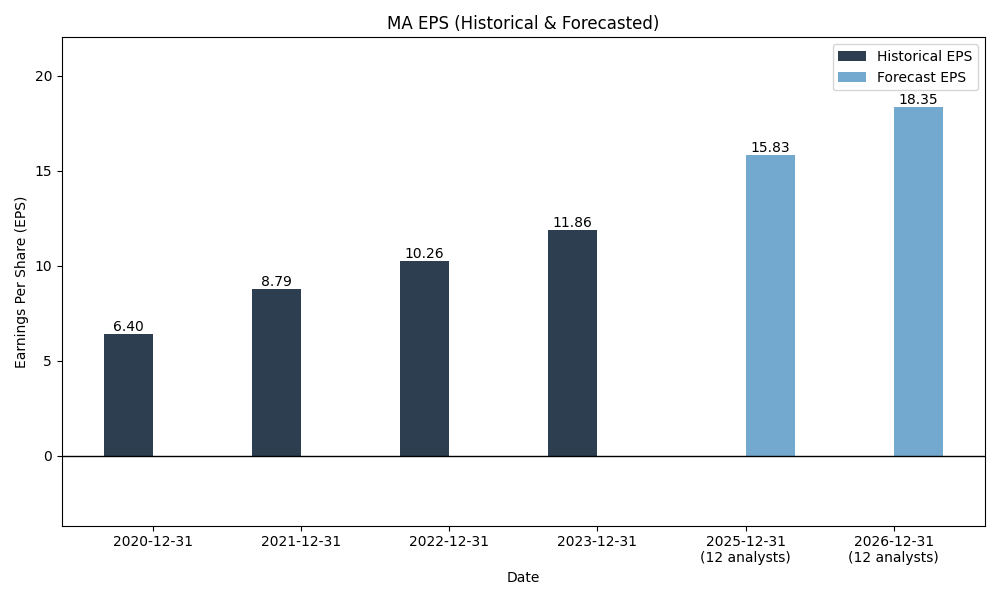 MA EPS (Historical & Forecasted)
Historical EPS
Forecast EPS
Earnings Per Share (EPS)
20
15
10
5
0
6.40
8.79
10.26
11.86
15.83
18.35
2020-12-31
2021-12-31
2022-12-31
2023-12-31
2025-12-31
(12 analysts)
2026-12-31
(12 analysts)
Date